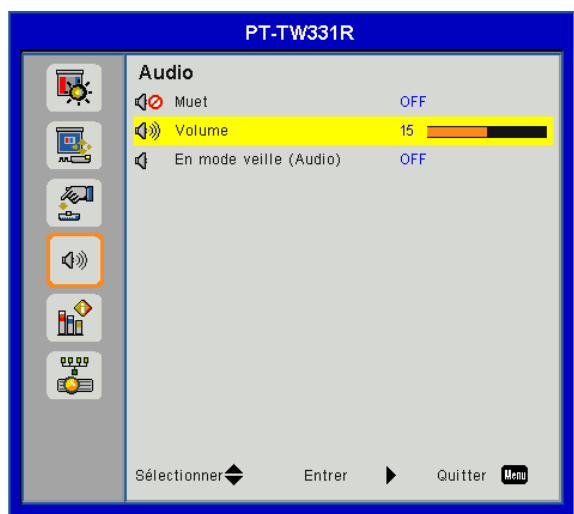 PT-TW331R
Audio
Muet OFF
Volume 15
En mode veille (Audio) OFF
Sélectionner Entrer Quitter Menu